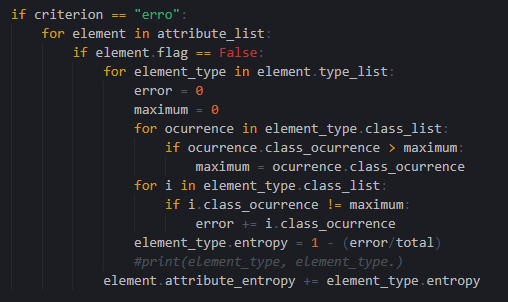 if criterion == "erro":
    for element in attribute_list:
        if element.flag == False:
            for element_type in element.type_list:
                error = 0
                maximum = 0
                for ocurrence in element_type.class_list:
                    if ocurrence.class_ocurrence > maximum:
                        maximum = ocurrence.class_ocurrence
                for i in element_type.class_list:
                    if i.class_ocurrence != maximum:
                        error += i.class_ocurrence
                element_type.entropy = 1 - (error/total)
                #print(element_type, element_type.)
            element.attribute_entropy += element_type.entropy